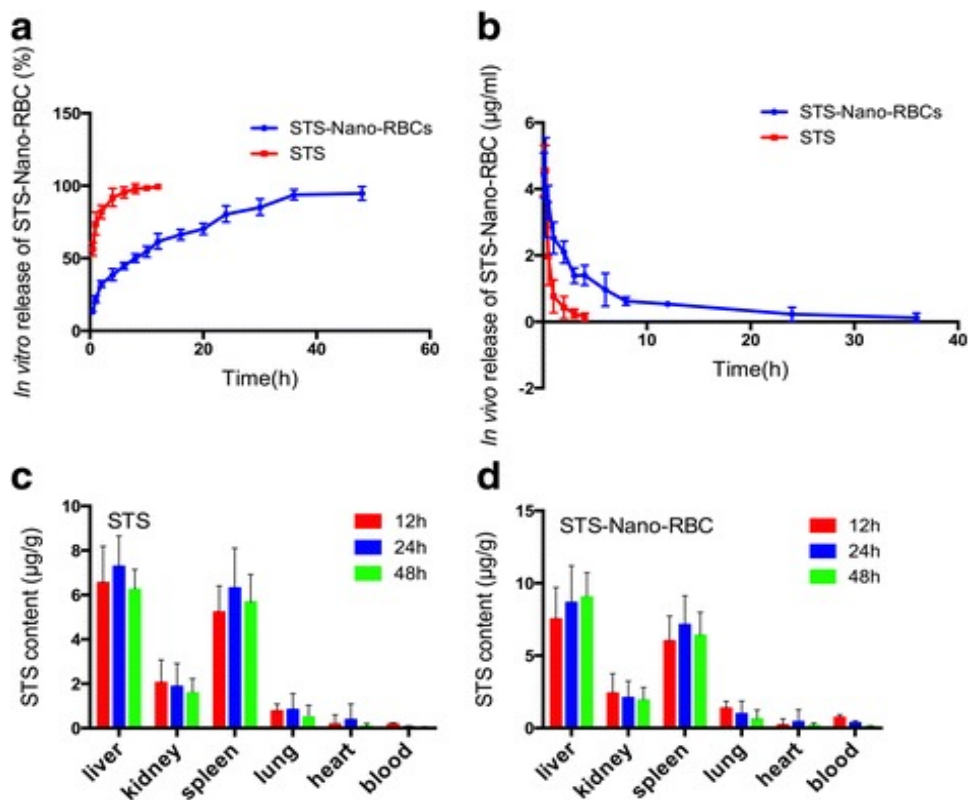 a
In vitro release of STS-Nano-RBC (%)
150
100
50
0
0
20
40
60
Time(h)
STS-Nano-RBCs
STS
b
In vivo release of STS-Nano-RBC (μg/ml)
6
4
2
0
-2
10
20
30
40
Time(h)
STS-Nano-RBCs
STS
c
STS content (μg/g)
10
8
6
4
2
0
STS
12h
24h
48h
liver
kidney
spleen
lung
heart
blood
d
STS content (μg/g)
15
10
5
0
STS-Nano-RBC
12h
24h
48h
liver
kidney
spleen
lung
heart
blood